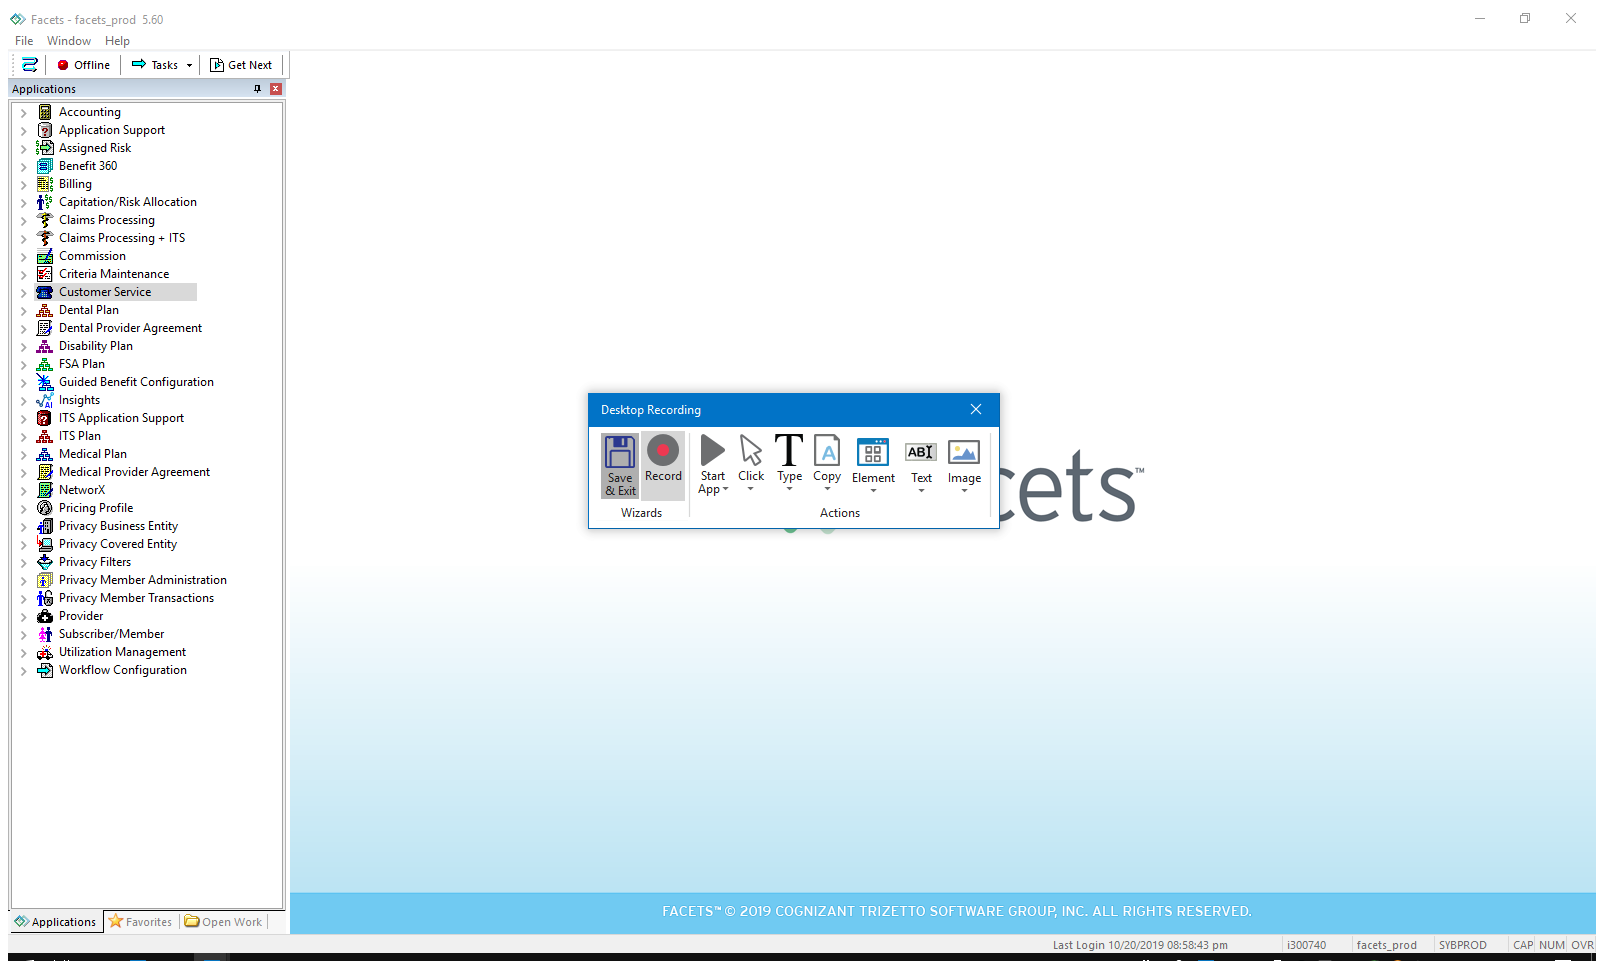 Facets - facets_prod 5.60
File Window Help
Offline Tasks Get Next
Applications
Accounting
Application Support
Assigned Risk
Benefit 360
Billing
Capitation/Risk Allocation
Claims Processing
Claims Processing + ITS
Commission
Criteria Maintenance
Customer Service
Dental Plan
Dental Provider Agreement
Disability Plan
FSA Plan
Guided Benefit Configuration
Insights
ITS Application Support
ITS Plan
Medical Plan
Medical Provider Agreement
NetworX
Pricing Profile
Privacy Business Entity
Privacy Covered Entity
Privacy Filters
Privacy Member Administration
Privacy Member Transactions
Provider
Subscriber/Member
Utilization Management
Workflow Configuration
Applications Favorites Open Work
Desktop Recording
Save & Exit
Record
Start App
Click
Type
Copy
Element
Text
Image
Wizards
Actions
cets™
FACETS™ © 2019 COGNIZANT TRIZETTO SOFTWARE GROUP, INC. ALL RIGHTS RESERVED.
Last Login 10/20/2019 08:58:43 pm i300740 facets_prod SYBPROD CAP NUM OVR